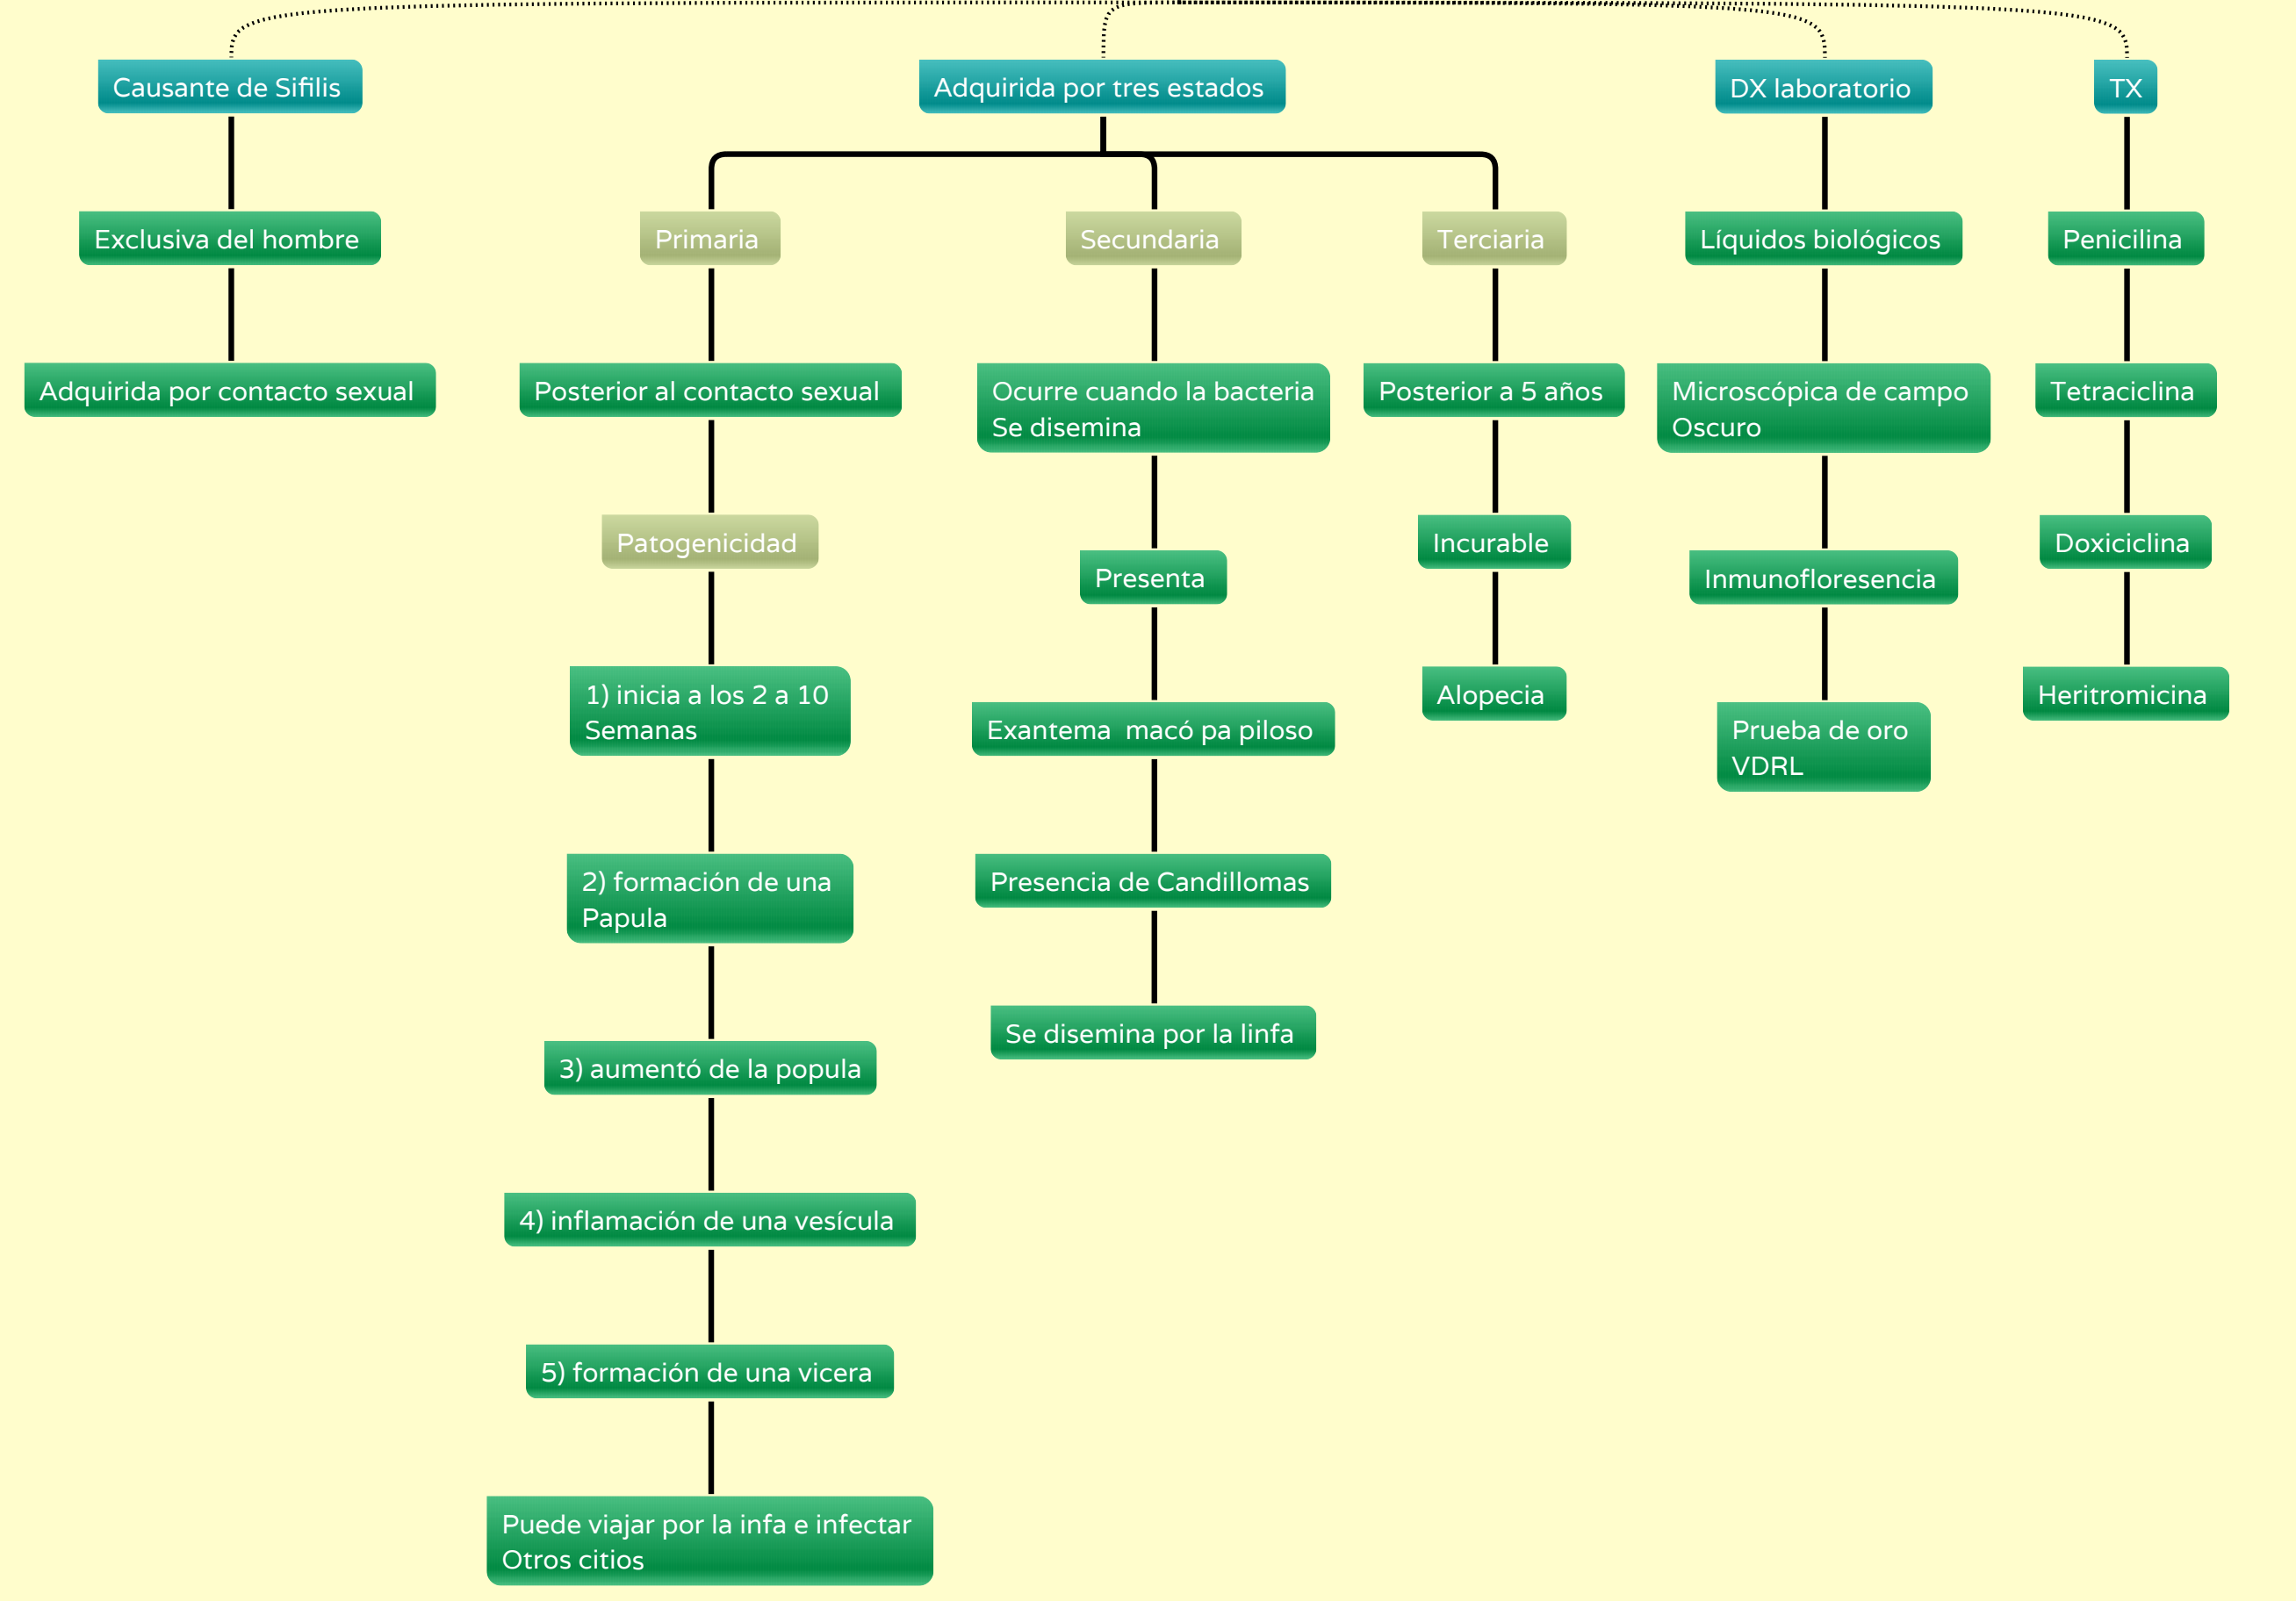 Causante de Sifilis
Exclusiva del hombre
Adquirida por contacto sexual
Adquirida por tres estados
Primaria
Posterior al contacto sexual
Patogenicidad
1) inicia a los 2 a 10
Semanas
2) formación de una
Papula
3) aumentó de la popula
4) inflamación de una vesícula
5) formación de una vicera
Puede viajar por la infa e infectar
Otros citios
Secundaria
Ocurre cuando la bacteria
Se disemina
Presenta
Exantema  macó pa piloso
Presencia de Candillomas
Se disemina por la linfa
Terciaria
Posterior a 5 años
Incurable
Alopecia
DX laboratorio
Líquidos biológicos
Microscópica de campo
Oscuro
Inmunofloresencia
Prueba de oro
VDRL
TX
Penicilina
Tetraciclina
Doxiciclina
Heritromicina